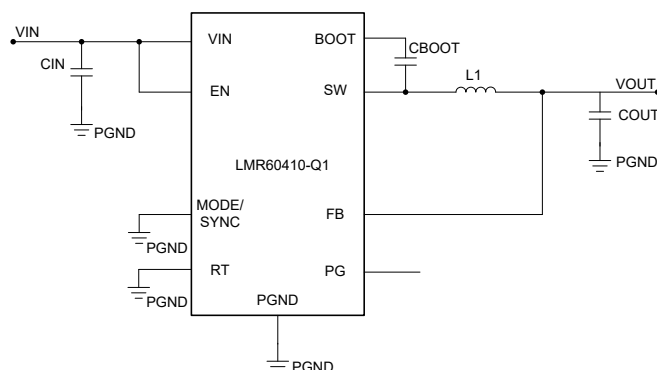 VIN
VIN
BOOT
CBOOT
CIN
EN
SW
L1
VOUT
COUT
PGND
PGND
LMR60410-Q1
MODE/
SYNC
FB
PGND
RT
PG
PGND
PGND
PGND